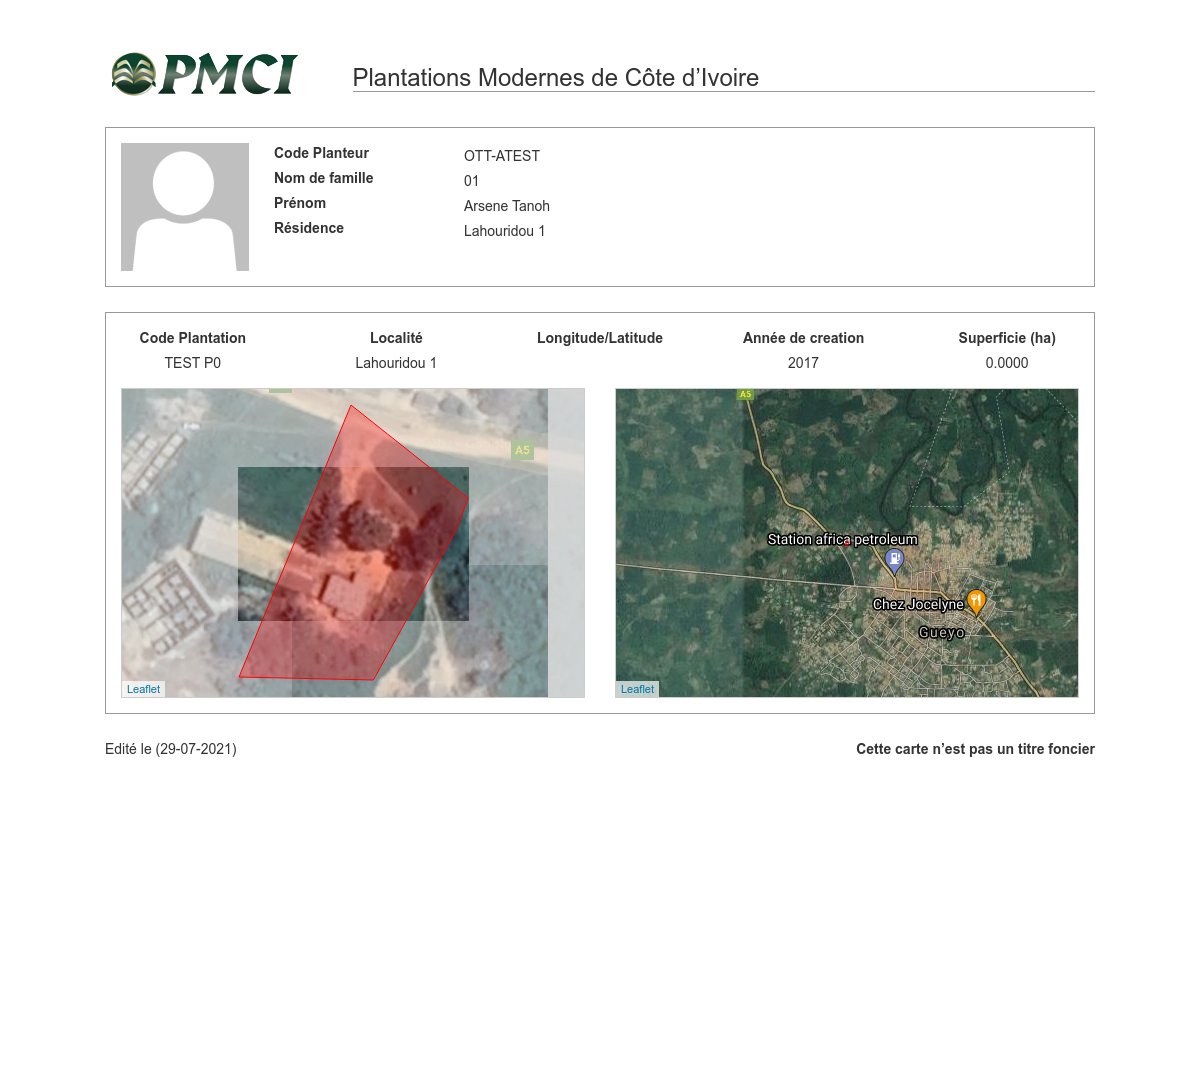 PMCI
Plantations Modernes de Côte d’Ivoire
Code Planteur OTT-ATEST
Nom de famille 01
Prénom Arsene Tanoh
Résidence Lahouridou 1
Code Plantation Localité Longitude/Latitude Année de creation Superficie (ha)
TEST P0 Lahouridou 1 2017 0.0000
A5
Leaflet
A5
Station africa-petroleum
Chez Jocelyne
Gueyo
Leaflet
Edité le (29-07-2021) Cette carte n’est pas un titre foncier